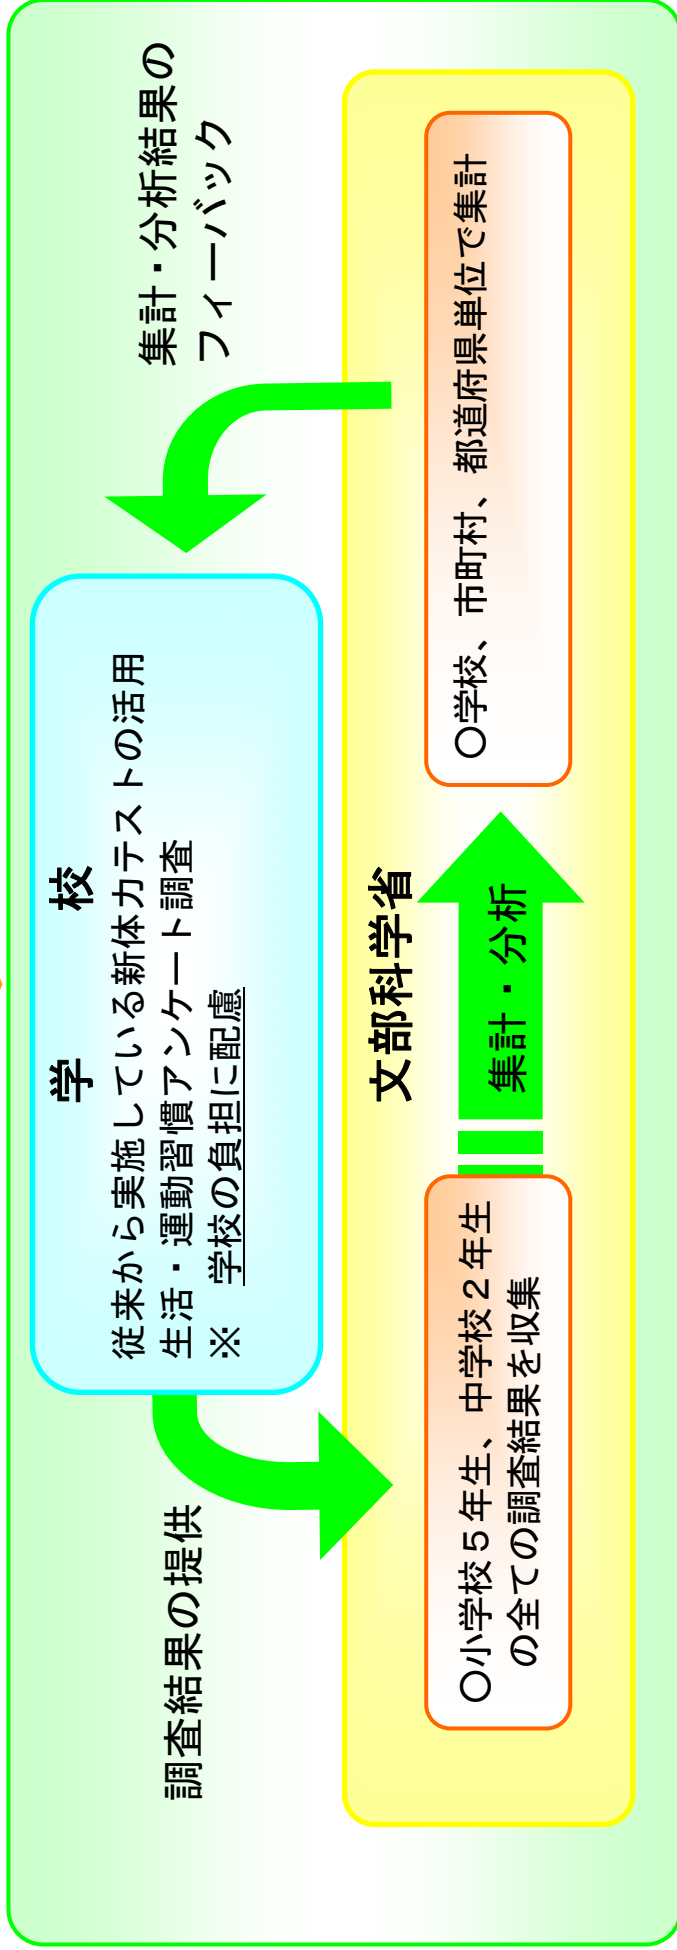 学　校
従来から実施している新体力テストの活用
生活・運動習慣アンケート調査
※　学校の負担に配慮
調査結果の提供
集計・分析結果の
フィーバック
文部科学省
○小学校５年生、中学校２年生
の全ての調査結果を収集
集計・分析
○学校、市町村、都道府県単位で集計